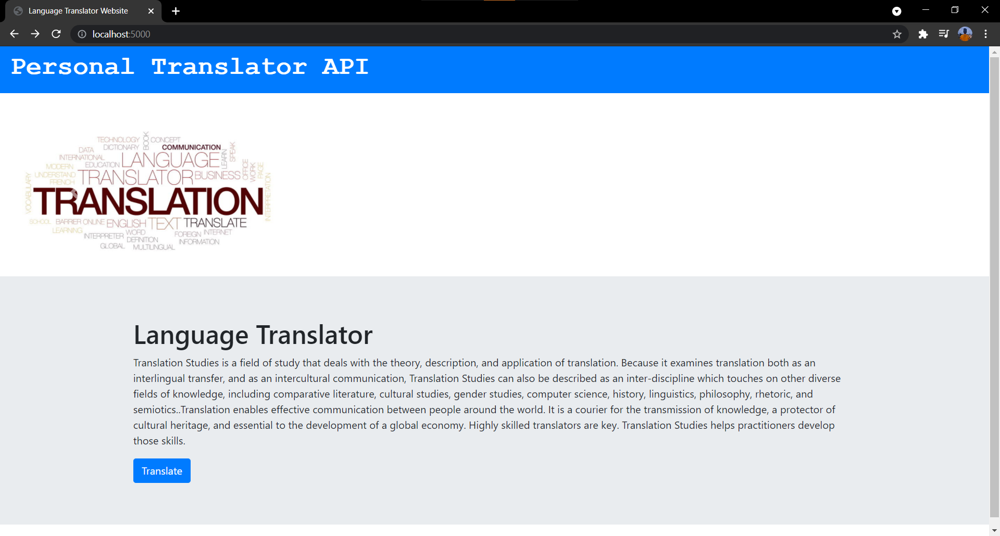 Language Translator Website
localhost:5000
Personal Translator API
TECHNOLOGY BOOK CONCEPT
DATA DICTIONARY COMMUNICATION
INTERNATIONAL LANGUAGE LEARN SPEAK
MODERN EDUCATION
UNDERSTAND TRANSLATOR BUSINESS OFFICE WORK PAGE
FRENCH
VOCABULARY TRANSLATION INTERPRETATION
SCHOOL BARRIER ONLINE ENGLISH TEXT TRANSLATE
LEARNING INTERPRETER WORD FOREIGN INTERNET
DEFINITION INFORMATION
GLOBAL MULTILINGUAL
Language Translator
Translation Studies is a field of study that deals with the theory, description, and application of translation. Because it examines translation both as an
interlingual transfer, and as an intercultural communication, Translation Studies can also be described as an inter-discipline which touches on other diverse
fields of knowledge, including comparative literature, cultural studies, gender studies, computer science, history, linguistics, philosophy, rhetoric, and
semiotics..Translation enables effective communication between people around the world. It is a courier for the transmission of knowledge, a protector of
cultural heritage, and essential to the development of a global economy. Highly skilled translators are key. Translation Studies helps practitioners develop
those skills.
Translate